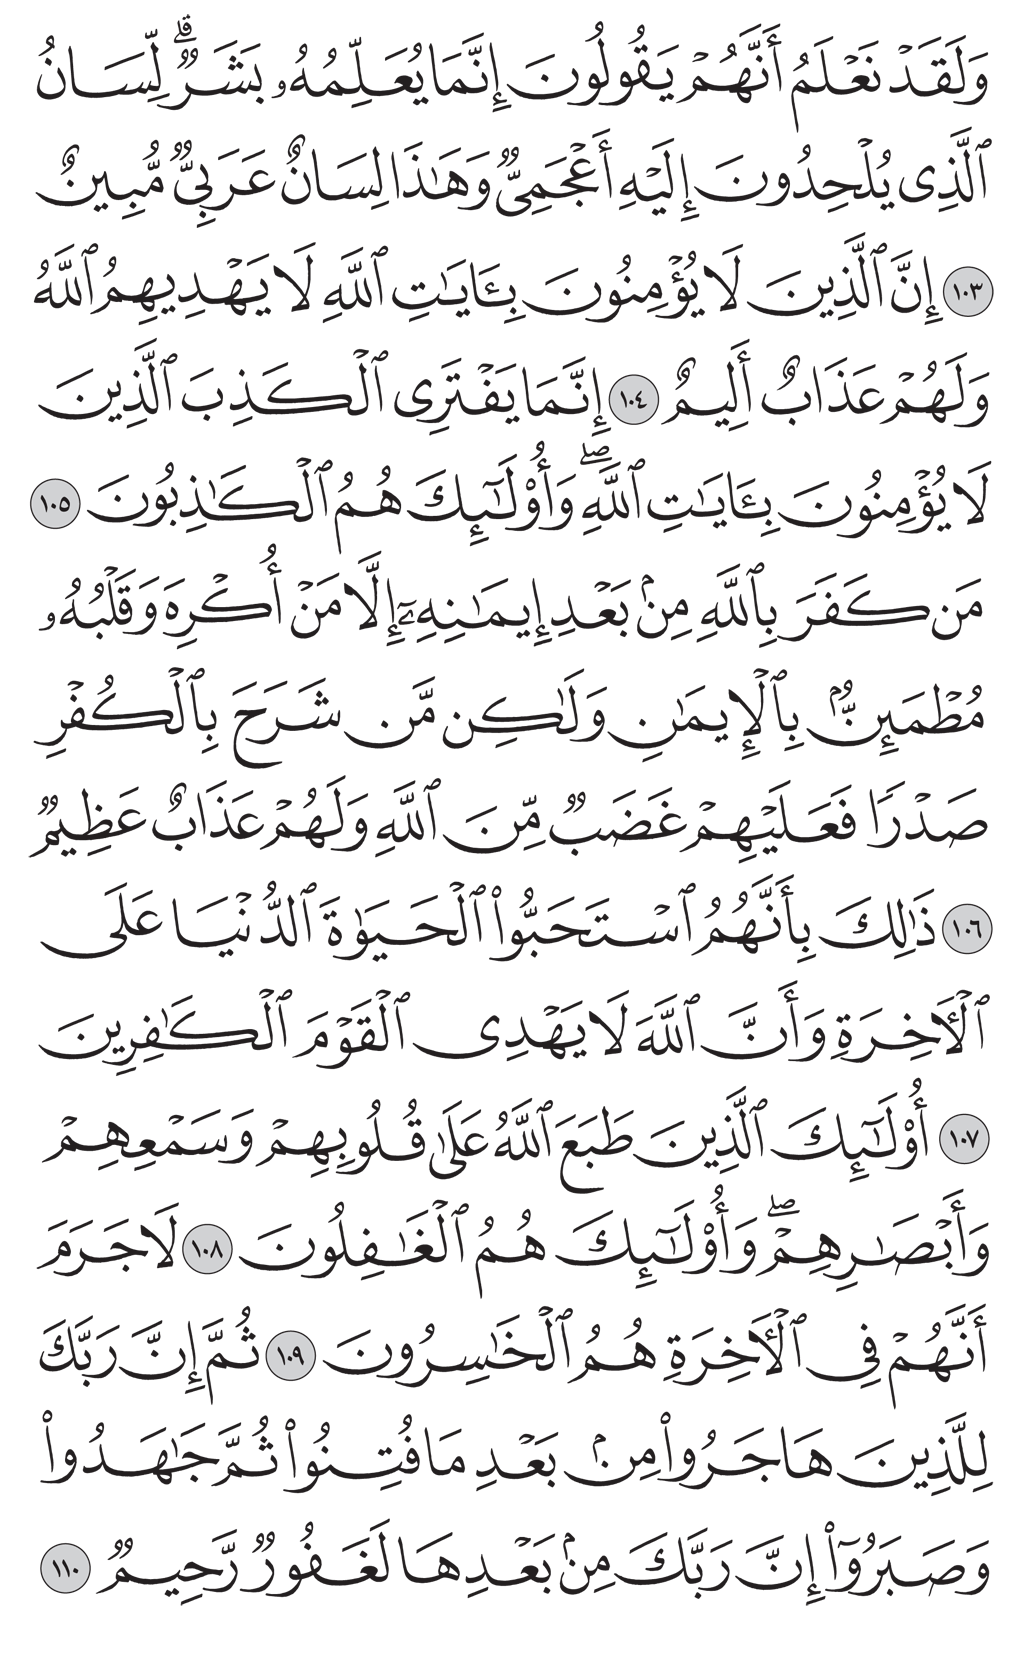 وَلَقَدۡ نَعۡلَمُ أَنَّهُمۡ يَقُولُونَ إِنَّمَا يُعَلِّمُهُۥ بَشَرٞۗ لِّسَانُ
ٱلَّذِي يُلۡحِدُونَ إِلَيۡهِ أَعۡجَمِيّٞ وَهَٰذَا لِسَانٌ عَرَبِيّٞ مُّبِينٌ
١٠٣ إِنَّ ٱلَّذِينَ لَا يُؤۡمِنُونَ بِـَٔايَٰتِ ٱللَّهِ لَا يَهۡدِيهِمُ ٱللَّهُ
وَلَهُمۡ عَذَابٌ أَلِيمٌ ١٠٤ إِنَّمَا يَفۡتَرِي ٱلۡكَذِبَ ٱلَّذِينَ
لَا يُؤۡمِنُونَ بِـَٔايَٰتِ ٱللَّهِۖ وَأُوْلَٰٓئِكَ هُمُ ٱلۡكَٰذِبُونَ ١٠٥
مَن كَفَرَ بِٱللَّهِ مِنۢ بَعۡدِ إِيمَٰنِهِۦٓ إِلَّا مَنۡ أُكۡرِهَ وَقَلۡبُهُۥ
مُطۡمَئِنُّۢ بِٱلۡإِيمَٰنِ وَلَٰكِن مَّن شَرَحَ بِٱلۡكُفۡرِ
صَدۡرٗا فَعَلَيۡهِمۡ غَضَبٞ مِّنَ ٱللَّهِ وَلَهُمۡ عَذَابٌ عَظِيمٞ
١٠٦ ذَٰلِكَ بِأَنَّهُمُ ٱسۡتَحَبُّواْ ٱلۡحَيَوٰةَ ٱلدُّنۡيَا عَلَى
ٱلۡأٓخِرَةِ وَأَنَّ ٱللَّهَ لَا يَهۡدِي ٱلۡقَوۡمَ ٱلۡكَٰفِرِينَ
١٠٧ أُوْلَٰٓئِكَ ٱلَّذِينَ طَبَعَ ٱللَّهُ عَلَىٰ قُلُوبِهِمۡ وَسَمۡعِهِمۡ
وَأَبۡصَٰرِهِمۡۖ وَأُوْلَٰٓئِكَ هُمُ ٱلۡغَٰفِلُونَ ١٠٨ لَا جَرَمَ
أَنَّهُمۡ فِي ٱلۡأٓخِرَةِ هُمُ ٱلۡخَٰسِرُونَ ١٠٩ ثُمَّ إِنَّ رَبَّكَ
لِلَّذِينَ هَاجَرُواْ مِنۢ بَعۡدِ مَا فُتِنُواْ ثُمَّ جَٰهَدُواْ
وَصَبَرُوٓاْ إِنَّ رَبَّكَ مِنۢ بَعۡدِهَا لَغَفُورٞ رَّحِيمٞ ١١٠